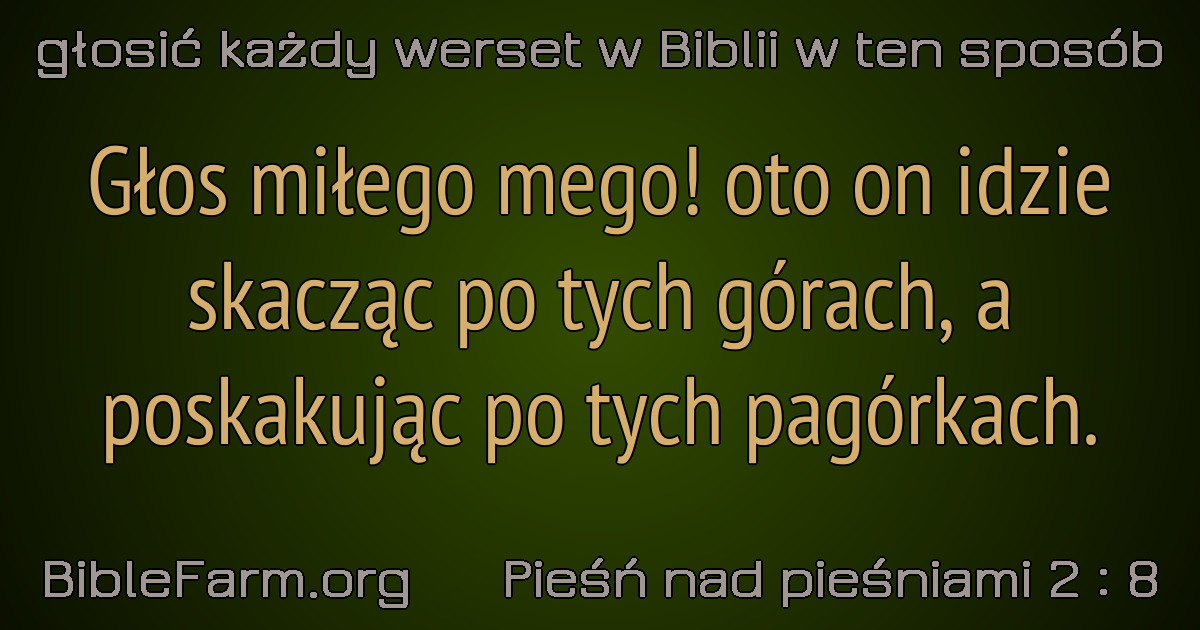 głosić każdy werset w Biblii w ten sposób
Głos miłego mego! oto on idzie
skacząc po tych górach, a
poskakując po tych pagórkach.
BibleFarm.org
Pieśń nad pieśniami 2 : 8